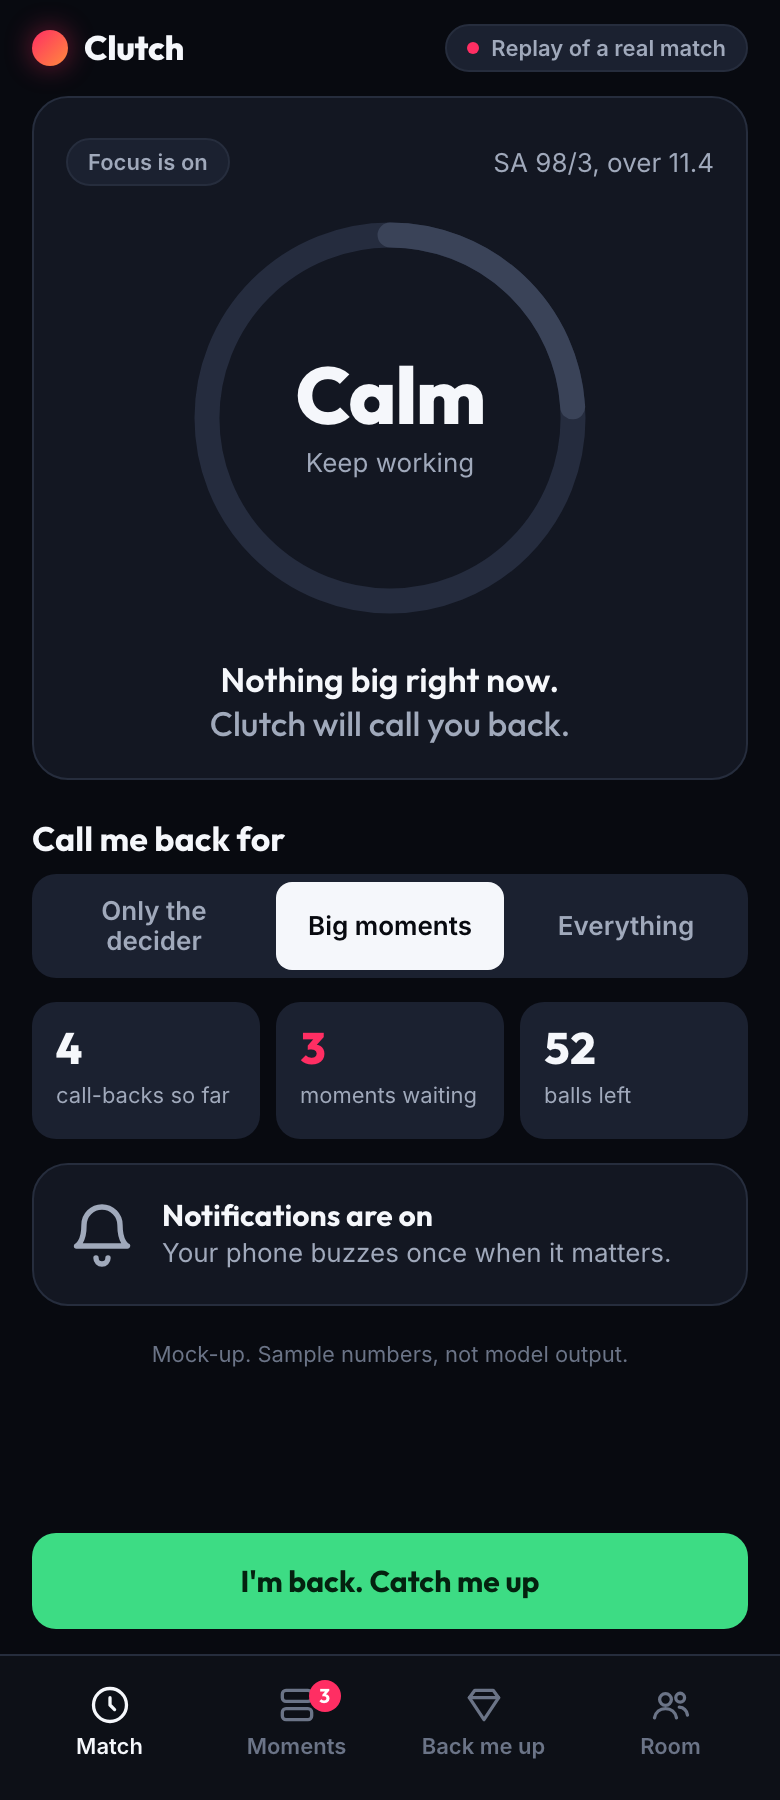 Clutch
Replay of a real match
Focus is on
SA 98/3, over 11.4
Calm
Keep working
Nothing big right now.
Clutch will call you back.
Call me back for
Only the
decider
Big moments
Everything
4
call-backs so far
3
moments waiting
52
balls left
Notifications are on
Your phone buzzes once when it matters.
Mock-up. Sample numbers, not model output.
I'm back. Catch me up
3
Match
Moments
Back me up
Room